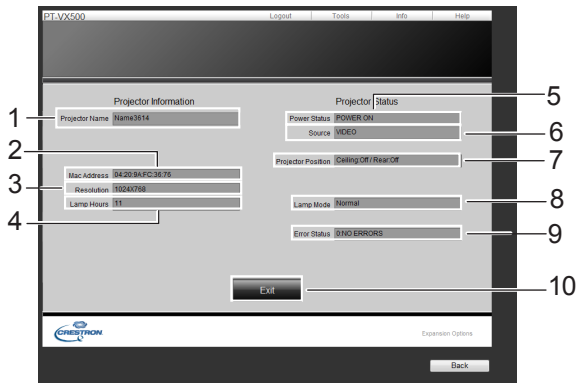 PT-VX500 Logout Tools Info Help
Projector Information Projector Status
5
1 Projector Name Name3614 Power Status POWER ON
Source VIDEO 6
2
Projector Position Ceiling:Off / Rear:Off 7
Mac Address 04:20:9A:FC:36:76
3 Resolution 1024X768
Lamp Hours 11 Lamp Mode Normal 8
4
Error Status 0:NO ERRORS 9
Exit 10
CRESTRON Expansion Options
Back